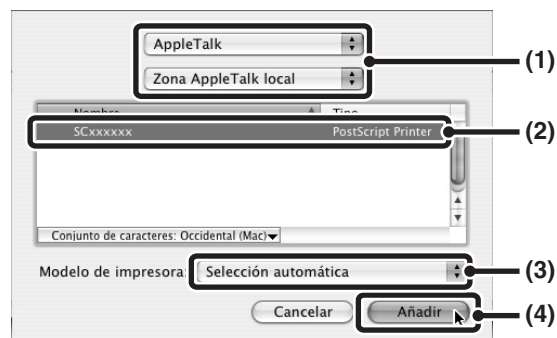 AppleTalk
(1)
Zona AppleTalk local
Nombre Tipo
SCxxxxxx PostScript Printer (2)
Conjunto de caracteres: Occidental (Mac)
Modelo de impresora: Selección automática (3)
Cancelar Añadir (4)